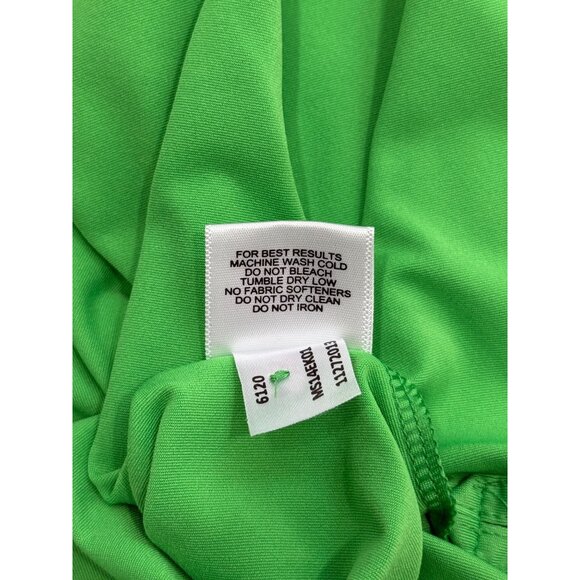 FOR BEST RESULTS
MACHINE WASH COLD
DO NOT BLEACH
TUMBLE DRY LOW
NO FABRIC SOFTENERS
DO NOT DRY CLEAN
DO NOT IRON
6120
MS14EK01
11272013